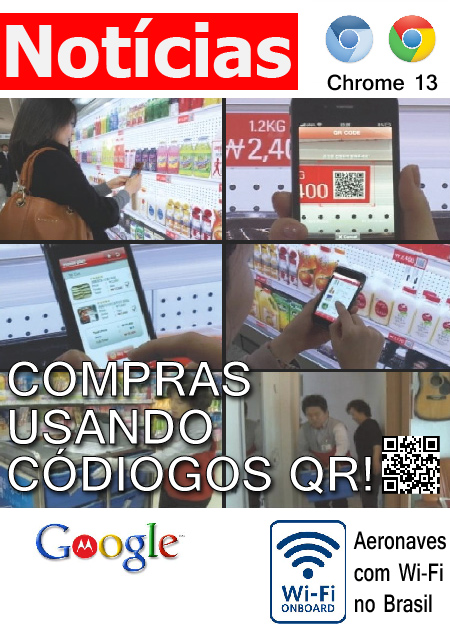 Notícias
Chrome 13
1.2KG
₩2,40
QR CODE
400
COMPRAS
USANDO
CÓDIOGOS QR!
Google
Wi-Fi
ONBOARD
Aeronaves
com Wi-Fi
no Brasil